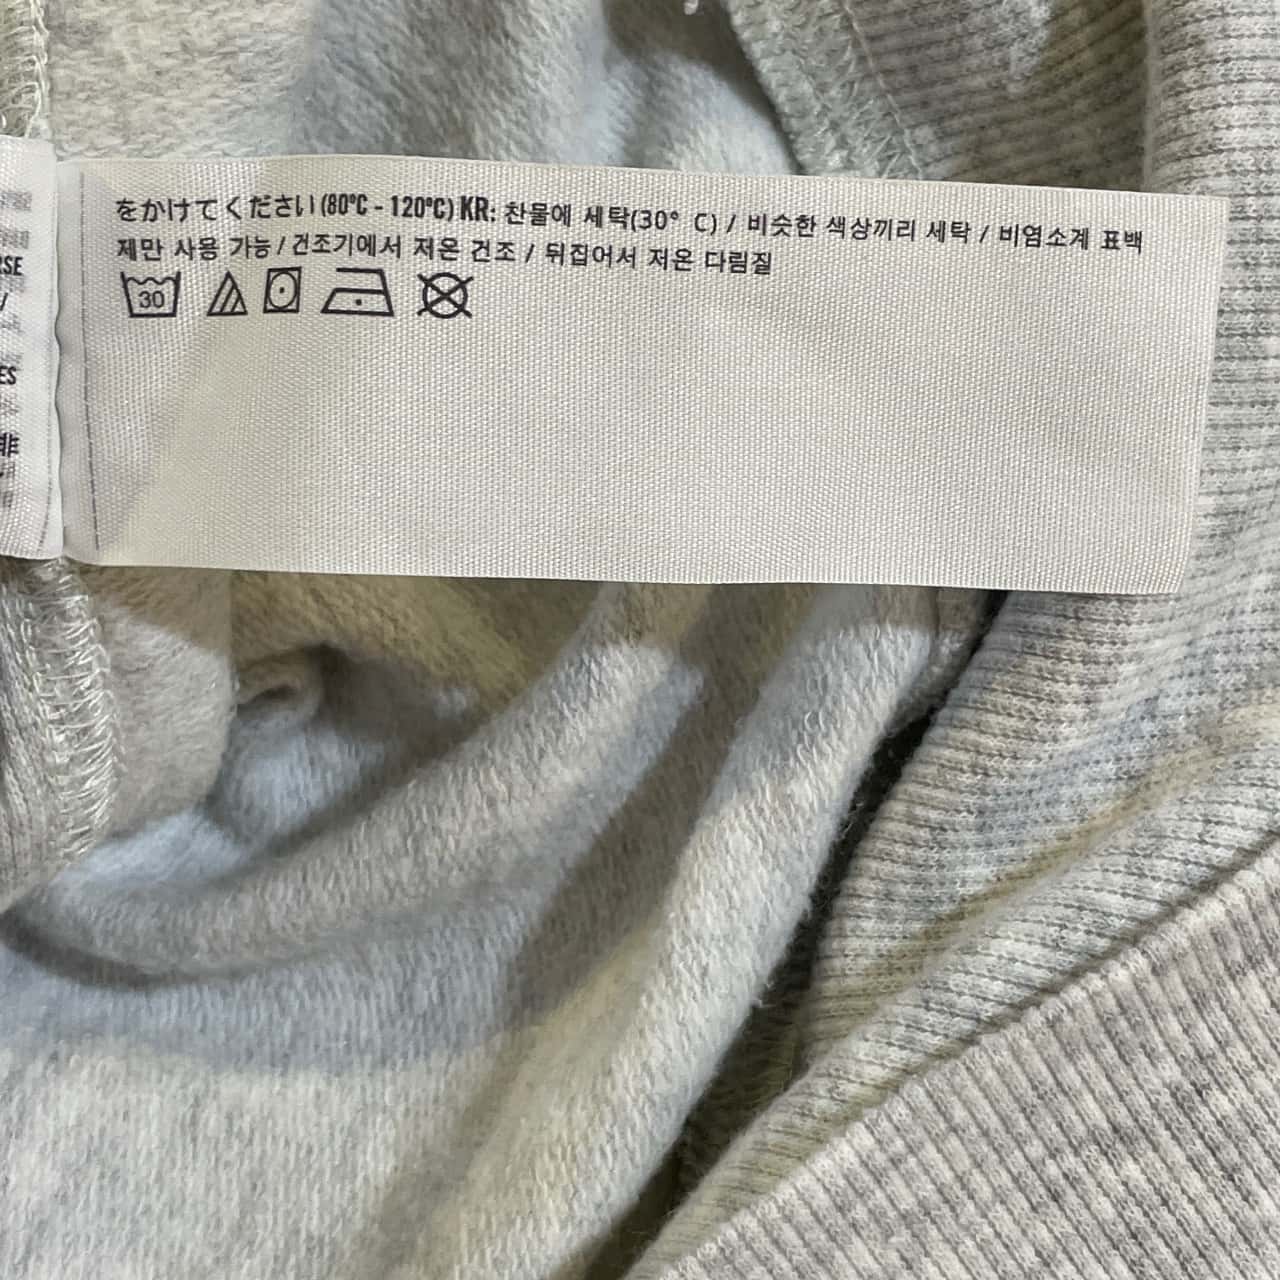 をかけてください(80°C - 120°C) KR: 찬물에 세탁(30° C) / 비슷한 색상끼리 세탁 / 비염소계 표백
제만 사용 가능 / 건조기에서 저온 건조 / 뒤집어서 저온 다림질
30
RSE
/
ES
非